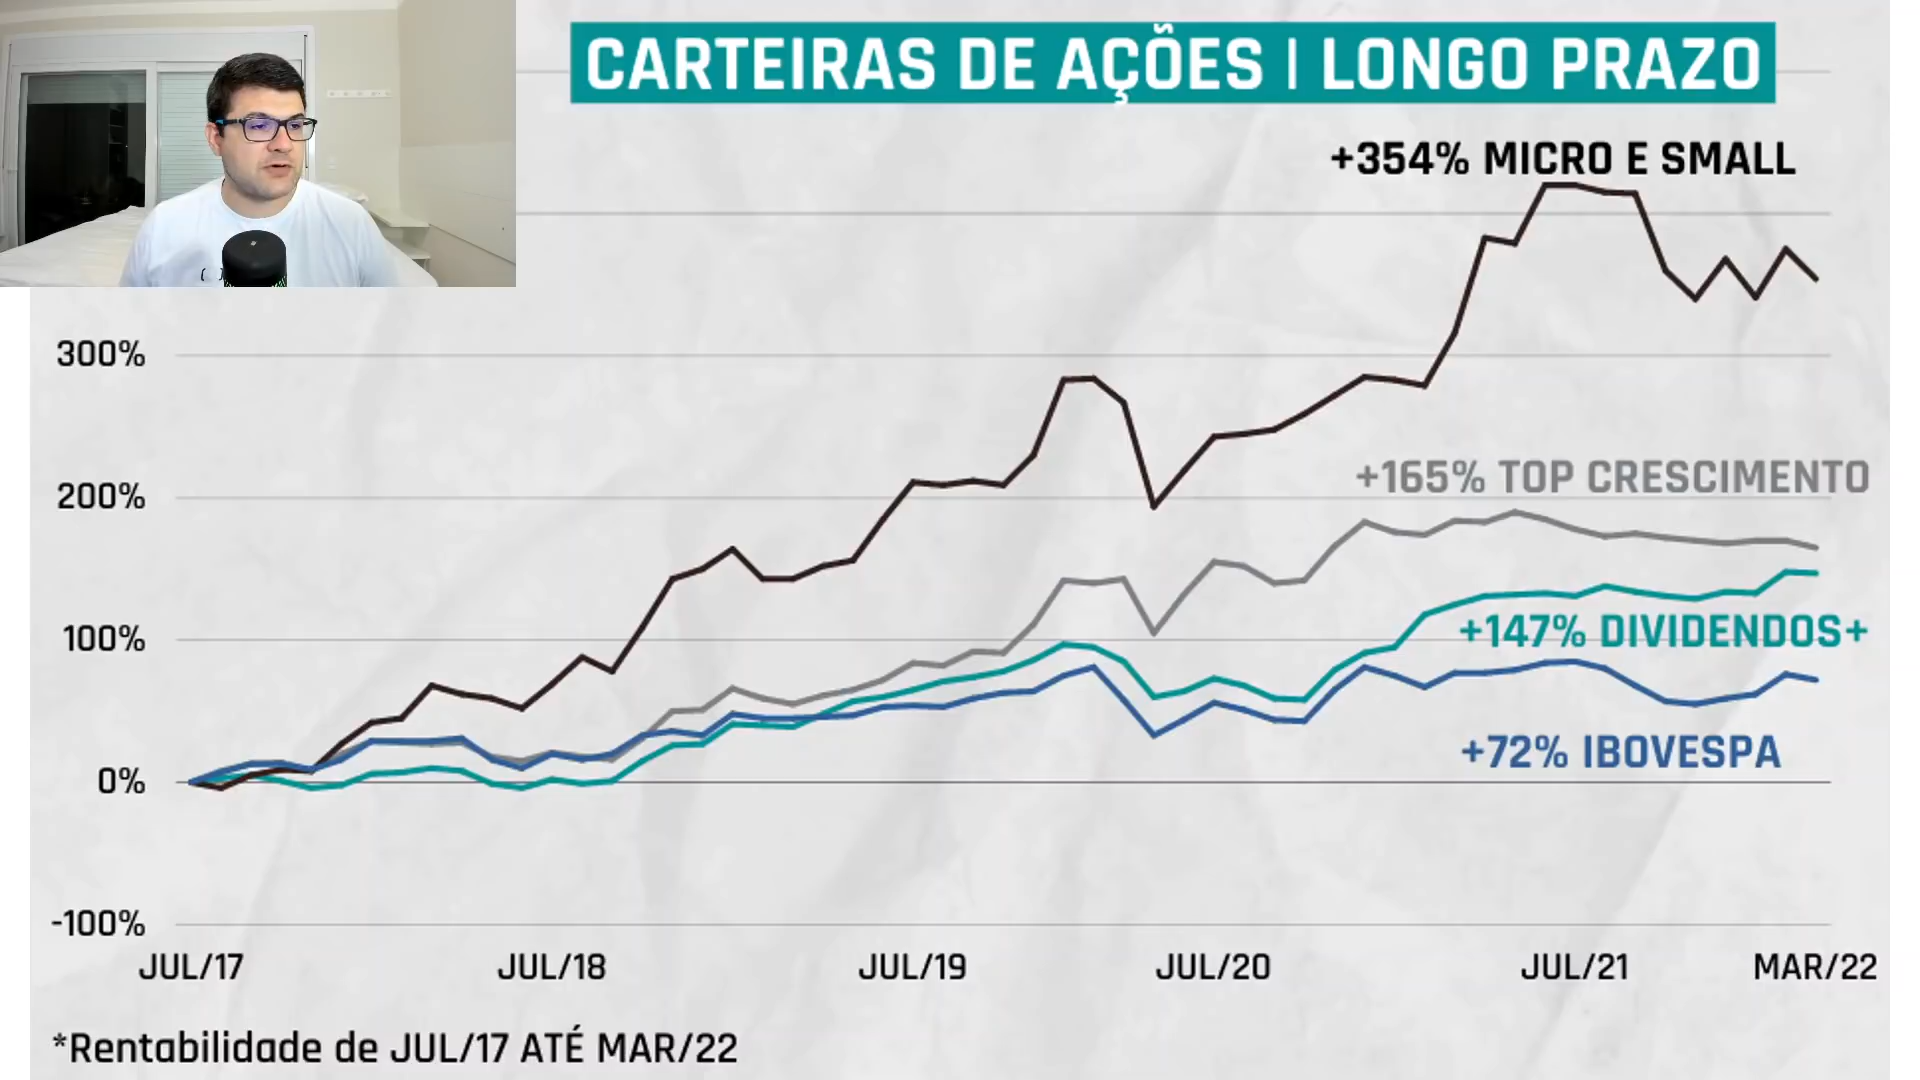 CARTEIRAS DE AÇÕES | LONGO PRAZO
+354% MICRO E SMALL
300%
+165% TOP CRESCIMENTO
200%
+147% DIVIDENDOS+
100%
+72% IBOVESPA
0%
-100%
JUL/17 JUL/18 JUL/19 JUL/20 JUL/21 MAR/22
*Rentabilidade de JUL/17 ATÉ MAR/22